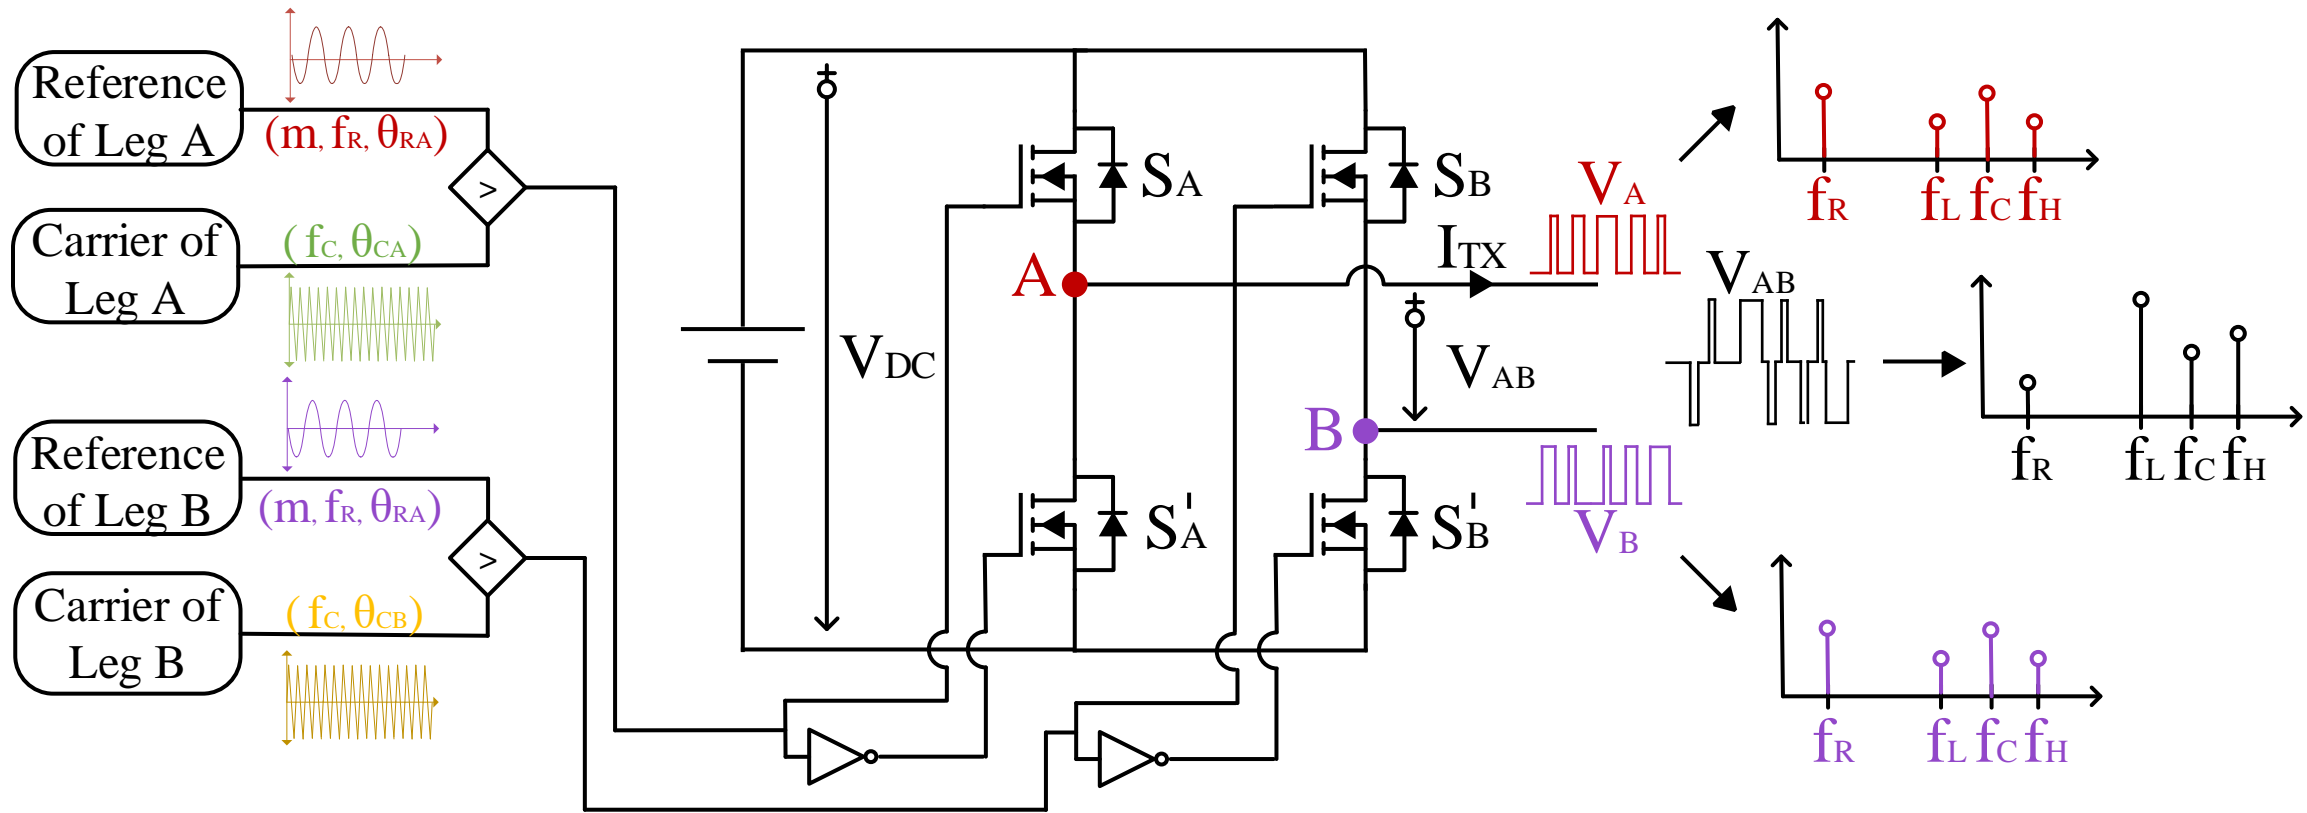 Reference
of Leg A
(m, fR, θRA)
>
Carrier of
Leg A
(fC, θCA)
Reference
of Leg B
(m, fR, θRA)
>
Carrier of
Leg B
(fC, θCB)
VDC
SA
SB
A
ITX
VAB
B
S'A
S'B
VA
VAB
VB
fR fL fC fH
fR fL fC fH
fR fL fC fH